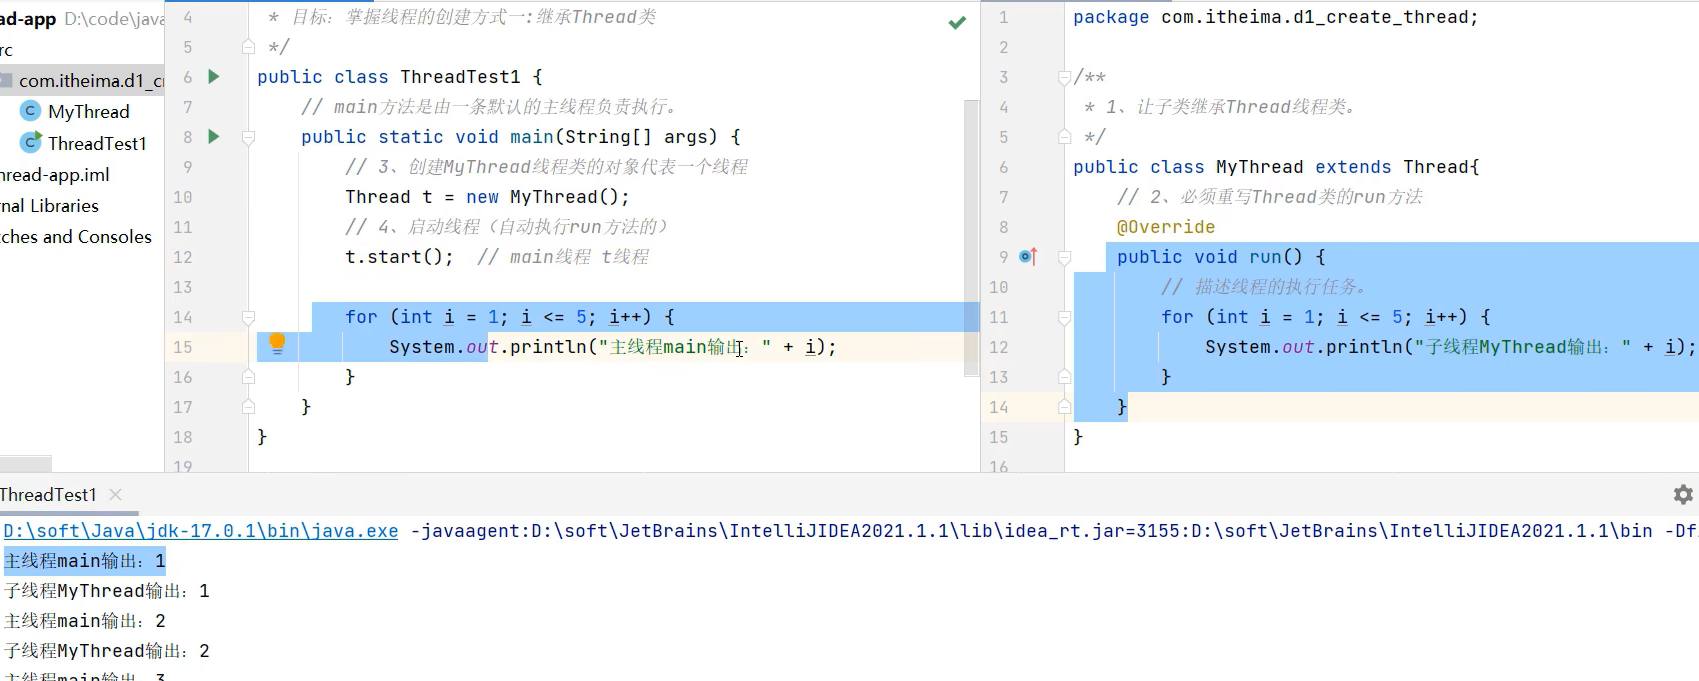 ad-app D:\code\java
rc
com.itheima.d1_c
MyThread
ThreadTest1
hread-app.iml
nal Libraries
tches and Consoles
4 * 目标：掌握线程的创建方式一:继承Thread类
5 */
6 public class ThreadTest1 {
7 // main方法是由一条默认的主线程负责执行。
8 public static void main(String[] args) {
9 // 3、创建MyThread线程类的对象代表一个线程
10 Thread t = new MyThread();
11 // 4、启动线程（自动执行run方法的）
12 t.start(); // main线程 t线程
13
14 for (int i = 1; i <= 5; i++) {
15 System.out.println("主线程main输出：" + i);
16 }
17 }
18 }
19
1 package com.itheima.d1_create_thread;
2
3 /**
4 * 1、让子类继承Thread线程类。
5 */
6 public class MyThread extends Thread{
7 // 2、必须重写Thread类的run方法
8 @Override
9 public void run() {
10 // 描述线程的执行任务。
11 for (int i = 1; i <= 5; i++) {
12 System.out.println("子线程MyThread输出：" + i);
13 }
14 }
15 }
16
ThreadTest1
D:\soft\Java\jdk-17.0.1\bin\java.exe -javaagent:D:\soft\JetBrains\IntelliJIDEA2021.1.1\lib\idea_rt.jar=3155:D:\soft\JetBrains\IntelliJIDEA2021.1.1\bin -Df
主线程main输出：1
子线程MyThread输出：1
主线程main输出：2
子线程MyThread输出：2
主线程main输出：3